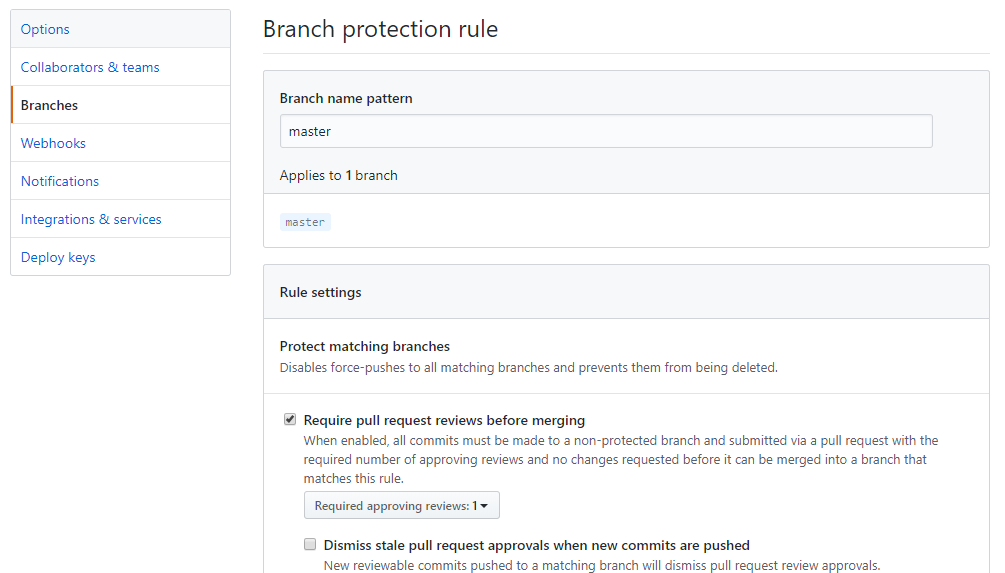 Options
Collaborators & teams
Branches
Webhooks
Notifications
Integrations & services
Deploy keys
Branch protection rule
Branch name pattern
master
Applies to 1 branch
master
Rule settings
Protect matching branches
Disables force-pushes to all matching branches and prevents them from being deleted.
Require pull request reviews before merging
When enabled, all commits must be made to a non-protected branch and submitted via a pull request with the
required number of approving reviews and no changes requested before it can be merged into a branch that
matches this rule.
Required approving reviews: 1
Dismiss stale pull request approvals when new commits are pushed
New reviewable commits pushed to a matching branch will dismiss pull request review approvals.